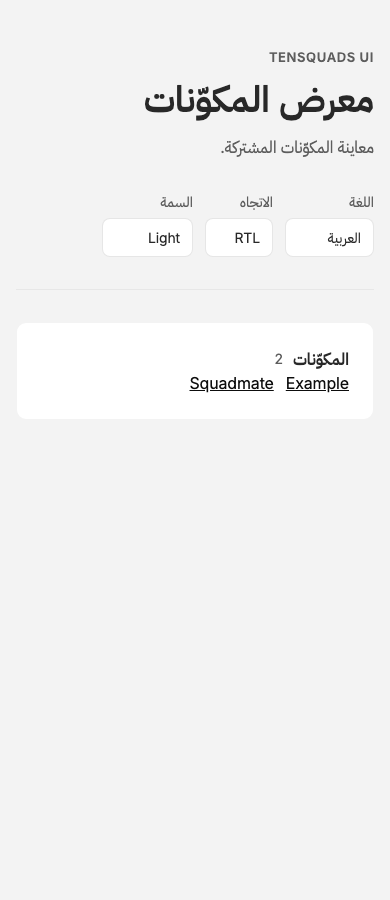 TENSQUADS UI
معرض المكوّنات
معاينة المكوّنات المشتركة.
اللغة الاتجاه السمة
العربية RTL Light
المكوّنات 2
Example Squadmate